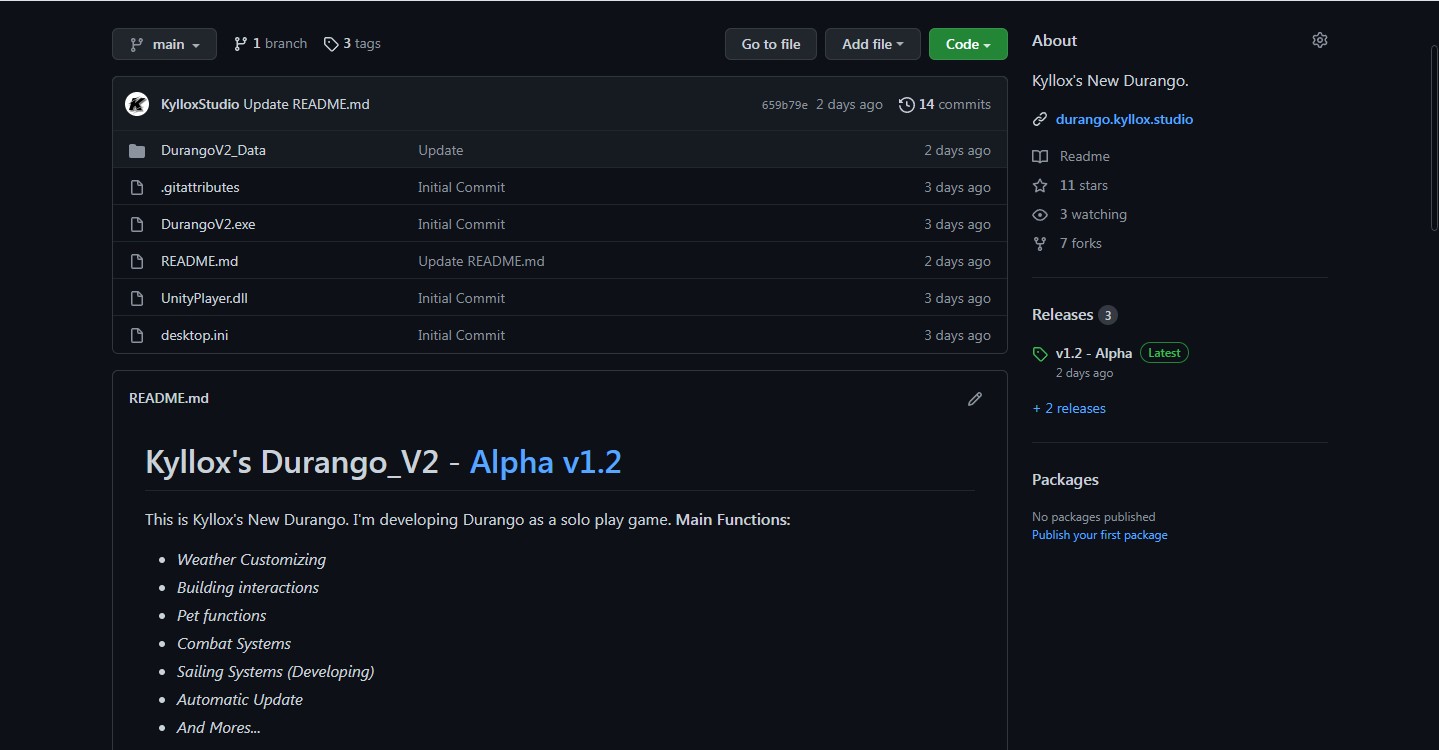 main 1 branch 3 tags Go to file Add file Code
KylloxStudio Update README.md 659b79e 2 days ago 14 commits
DurangoV2_Data Update 2 days ago
.gitattributes Initial Commit 3 days ago
DurangoV2.exe Initial Commit 3 days ago
README.md Update README.md 2 days ago
UnityPlayer.dll Initial Commit 3 days ago
desktop.ini Initial Commit 3 days ago
README.md
Kyllox's Durango_V2 - Alpha v1.2
This is Kyllox's New Durango. I'm developing Durango as a solo play game. Main Functions:
• Weather Customizing
• Building interactions
• Pet functions
• Combat Systems
• Sailing Systems (Developing)
• Automatic Update
• And Mores...
About
Kyllox's New Durango.
durango.kyllox.studio
Readme
11 stars
3 watching
7 forks
Releases 3
v1.2 - Alpha Latest
2 days ago
+ 2 releases
Packages
No packages published
Publish your first package